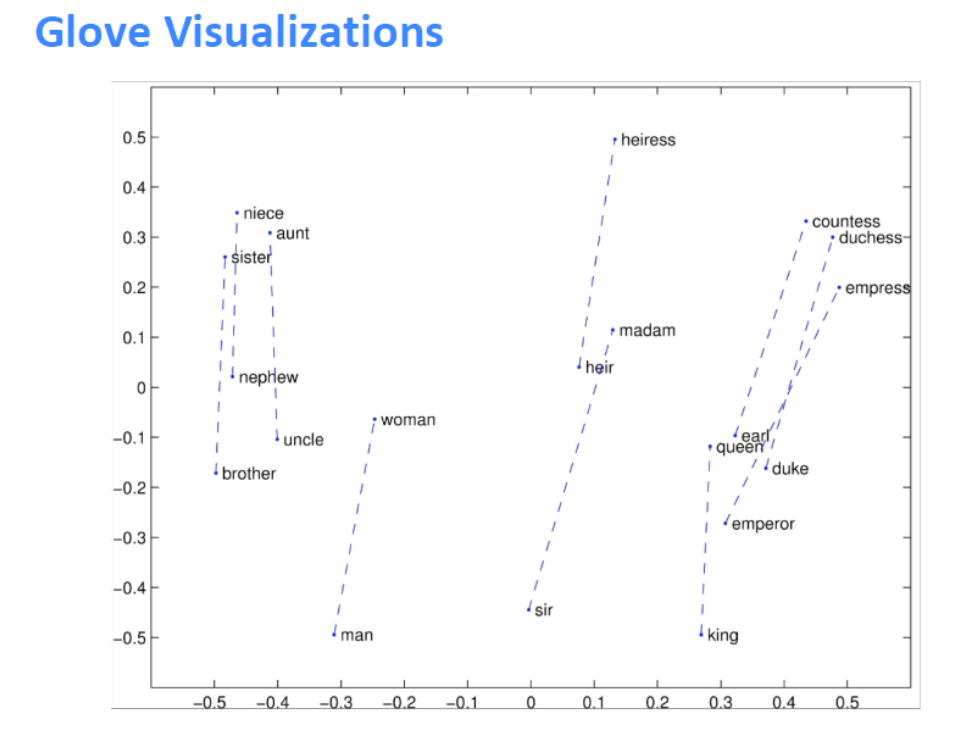 Glove Visualizations
0.5
heiress
0.4
niece
countess
aunt
0.3
duchess
sister
0.2
empress
0.1
madam
heir
nephew
0
woman
−0.1
earl
uncle
queen
brother
duke
−0.2
emperor
−0.3
−0.4
sir
−0.5
man
king
−0.5 −0.4 −0.3 −0.2 −0.1 0 0.1 0.2 0.3 0.4 0.5